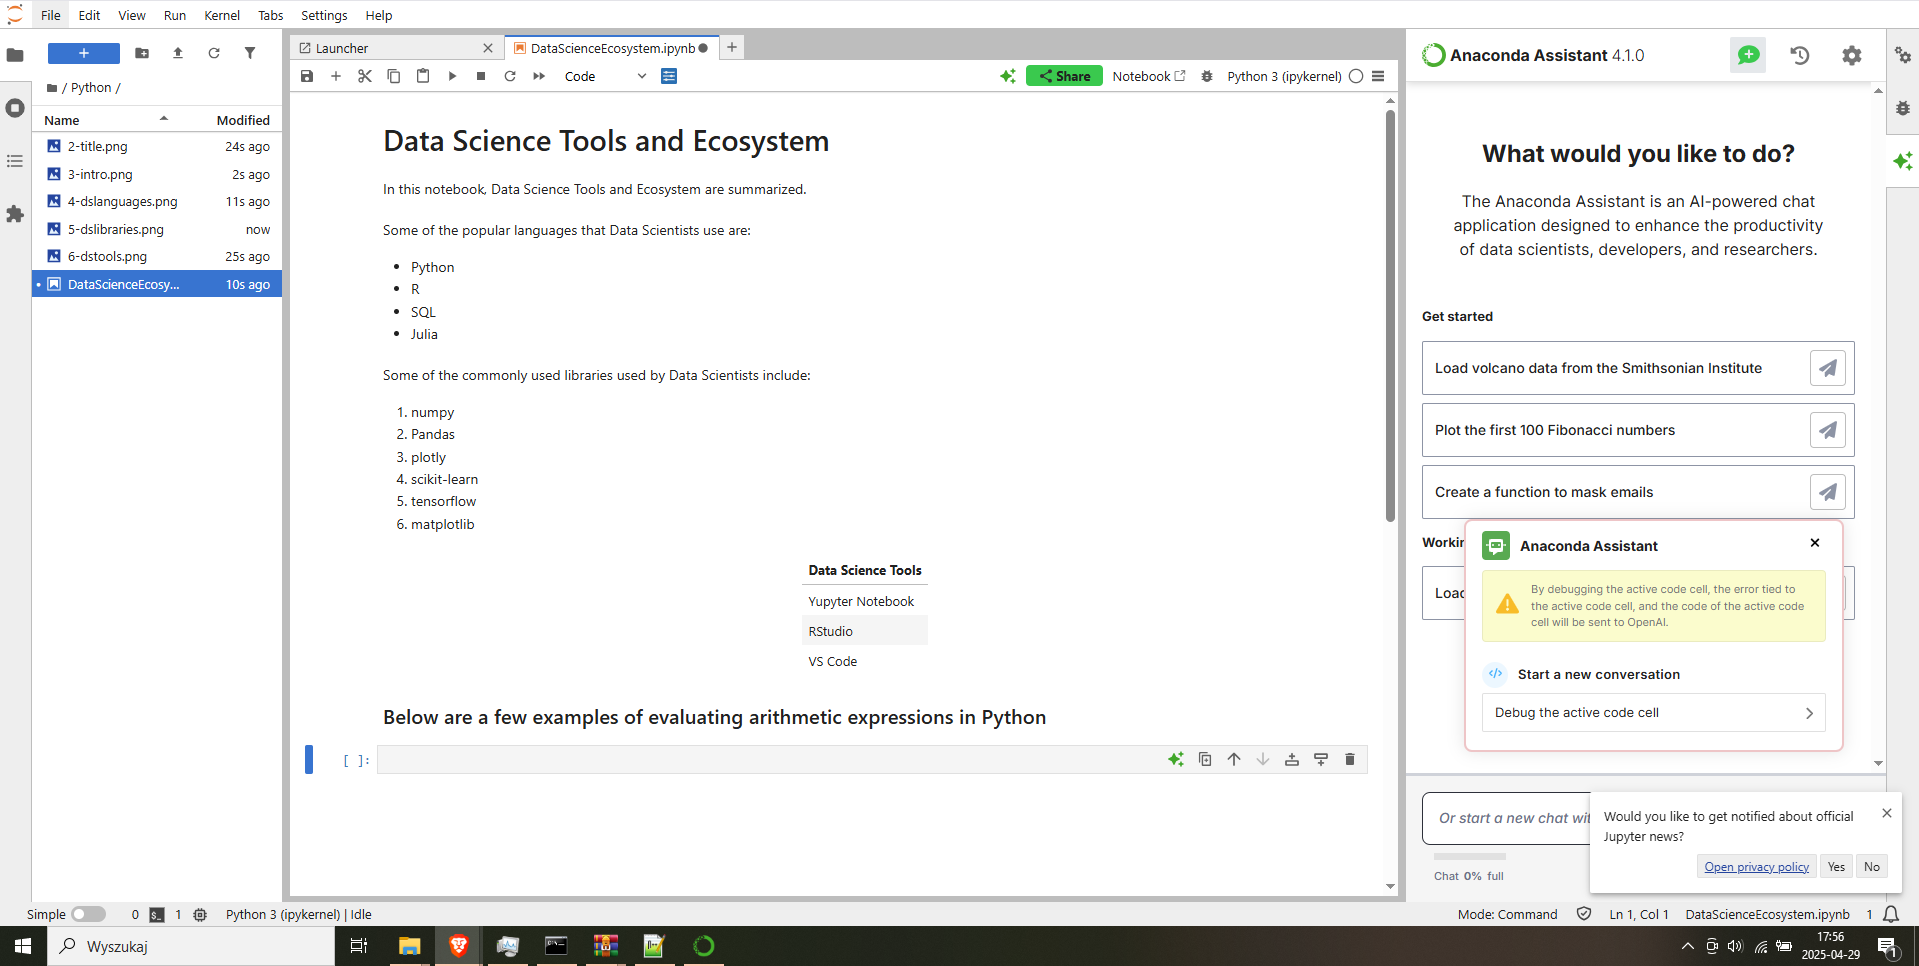 File Edit View Run Kernel Tabs Settings Help
/ Python /
Name Modified
2-title.png 24s ago
3-intro.png 2s ago
4-dslanguages.png 11s ago
5-dslibraries.png now
6-dstools.png 25s ago
DataScienceEcosy... 10s ago
Launcher
DataScienceEcosystem.ipynb
Code
Share
Notebook
Python 3 (ipykernel)
Data Science Tools and Ecosystem
In this notebook, Data Science Tools and Ecosystem are summarized.
Some of the popular languages that Data Scientists use are:
• Python
• R
• SQL
• Julia
Some of the commonly used libraries used by Data Scientists include:
1. numpy
2. Pandas
3. plotly
4. scikit-learn
5. tensorflow
6. matplotlib
Data Science Tools
Yupyter Notebook
RStudio
VS Code
Below are a few examples of evaluating arithmetic expressions in Python
[ ]:
Anaconda Assistant 4.1.0
What would you like to do?
The Anaconda Assistant is an AI-powered chat
application designed to enhance the productivity
of data scientists, developers, and researchers.
Get started
Load volcano data from the Smithsonian Institute
Plot the first 100 Fibonacci numbers
Create a function to mask emails
Workin
Load
Anaconda Assistant
By debugging the active code cell, the error tied to
the active code cell, and the code of the active code
cell will be sent to OpenAI.
Start a new conversation
Debug the active code cell
Or start a new chat wit
Chat 0% full
Would you like to get notified about official
Jupyter news?
Open privacy policy Yes No
Simple 0 1 Python 3 (ipykernel) | Idle
Mode: Command Ln 1, Col 1 DataScienceEcosystem.ipynb 1
Wyszukaj
17:56
2025-04-29
1